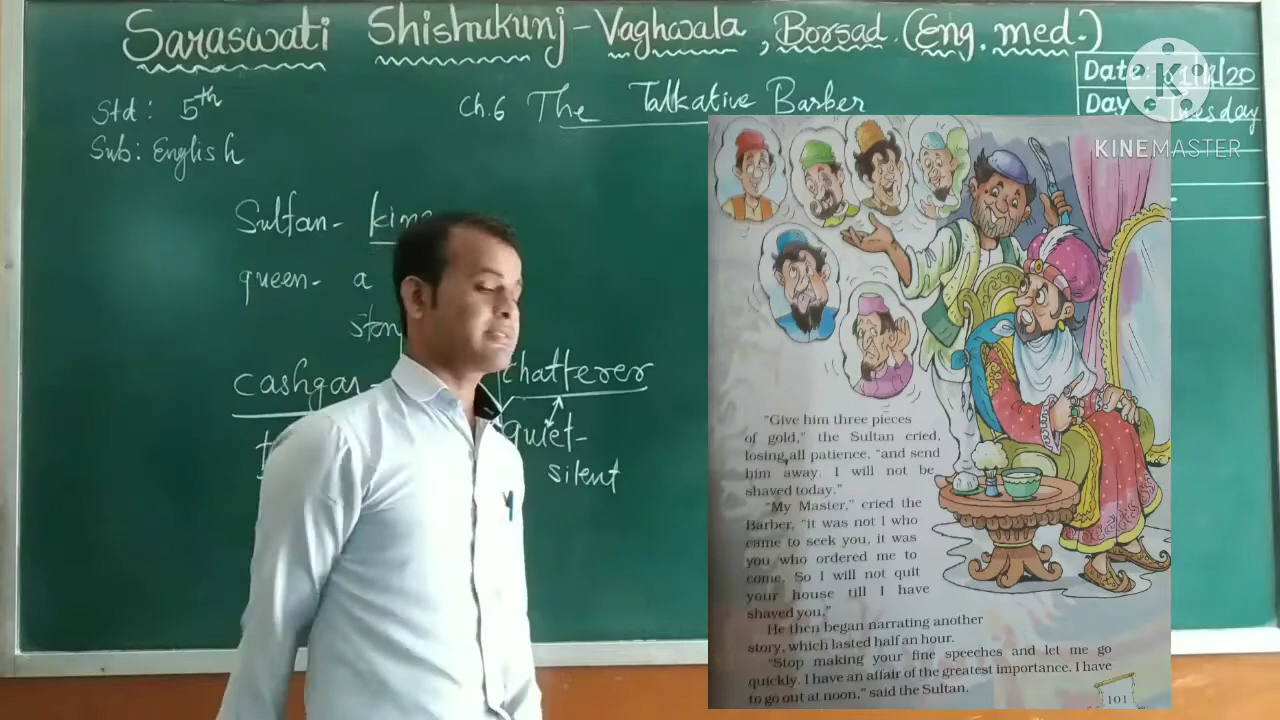 Saraswati Shishukunj-Vaghwala, Borsad. (Eng. med.)
Date: /20
Day: Tuesday
Std: 5th
Sub: English
Ch.6 The Talkative Barber
KINEMASTER
K
Sultan- king
queen- a
cashgar- chatterer
quiet-
silent
"Give him three pieces
of gold," the Sultan cried,
losing all patience, "and send
him away. I will not be
shaved today."
"My Master," cried the
Barber, "it was not I who
came to seek you, it was
you who ordered me to
come. So I will not quit
your house till I have
shaved you."
He then began narrating another
story, which lasted half an hour.
"Stop making your fine speeches and let me go
quickly. I have an affair of the greatest importance. I have
to go out at noon," said the Sultan.
101